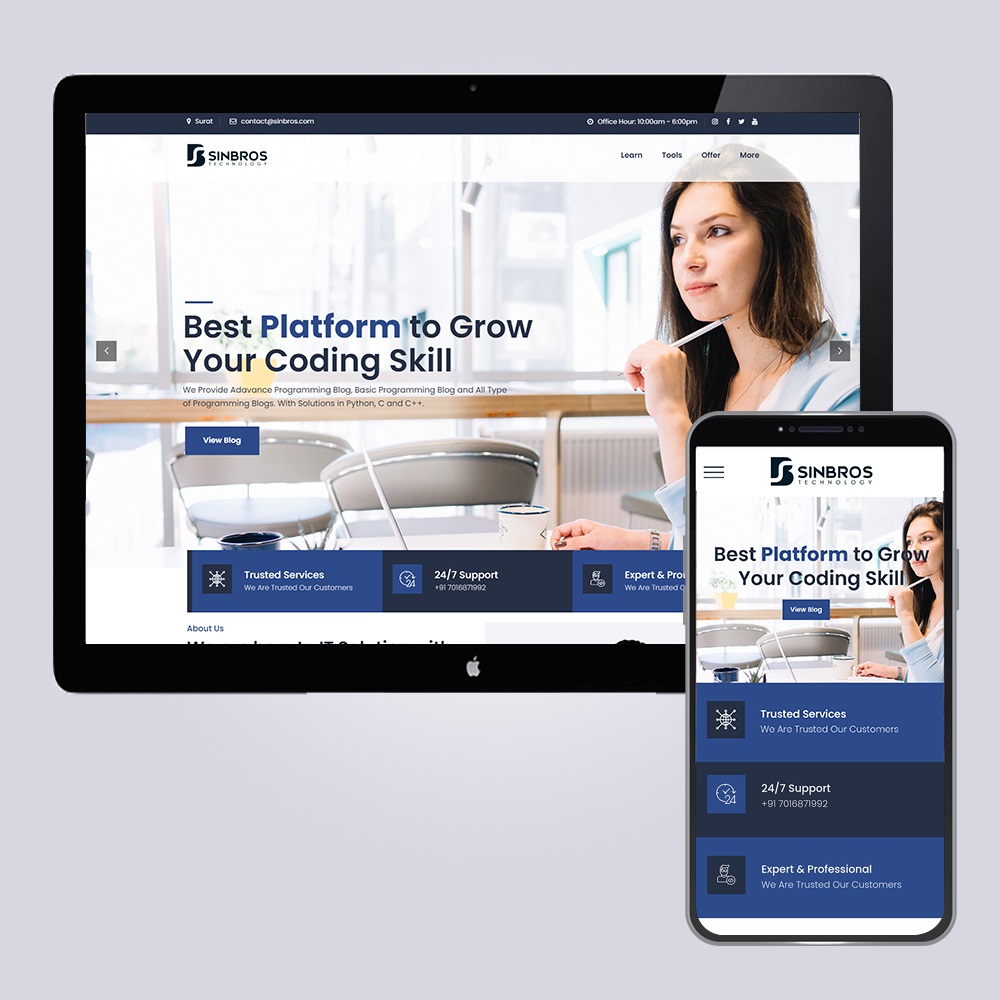 Surat
contact@sinbros.com
Office Hour: 10:00am - 6:00pm
SINBROS
TECHNOLOGY
Learn
Tools
Offer
More
Best Platform to Grow
Your Coding Skill
We Provide Adavance Programming Blog, Basic Programming Blog and All Type
of Programming Blogs. With Solutions in Python, C and C++.
View Blog
Trusted Services
We Are Trusted Our Customers
24/7 Support
+91 7016871992
Expert & Pro
We Are Trusted
About Us
SINBROS
TECHNOLOGY
Best Platform to Grow
Your Coding Skill
View Blog
Trusted Services
We Are Trusted Our Customers
24
24/7 Support
+91 7016871992
Expert & Professional
We Are Trusted Our Customers